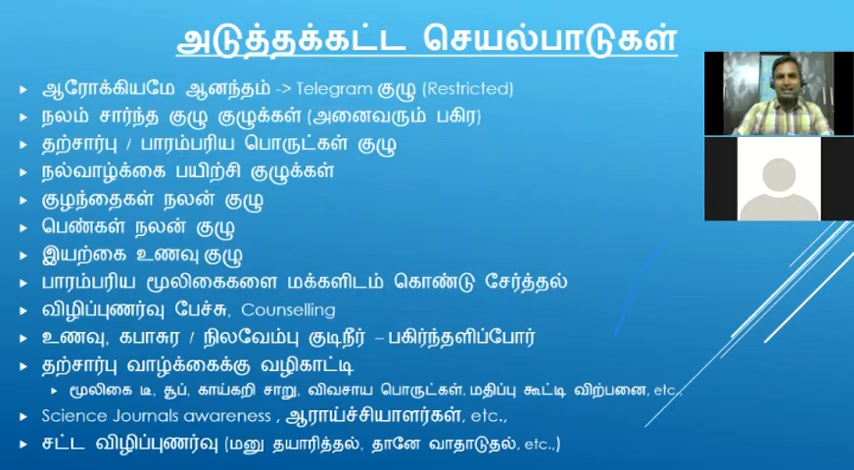 அடுத்தக்கட்ட செயல்பாடுகள்
ஆரோக்கியமே ஆனந்தம் -> Telegram குழு (Restricted)
நலம் சார்ந்த குழு குழுக்கள் (அனைவரும் பகிர)
தற்சார்பு / பாரம்பரிய பொருட்கள் குழு
நல்வாழ்க்கை பயிற்சி குழுக்கள்
குழந்தைகள் நலன் குழு
பெண்கள் நலன் குழு
இயற்கை உணவு குழு
பாரம்பரிய மூலிகைகளை மக்களிடம் கொண்டு சேர்த்தல்
விழிப்புணர்வு பேச்சு, Counselling
உணவு, கபாசுர / நிலவேம்பு குடிநீர் – பகிர்ந்தளிப்போர்
தற்சார்பு வாழ்க்கைக்கு வழிகாட்டி
மூலிகை டீ, சூப், காய்கறி சாறு, விவசாய பொருட்கள், மதிப்பு கூட்டி விற்பனை, etc.,
Science Journals awareness , ஆராய்ச்சியாளர்கள், etc.,
சட்ட விழிப்புணர்வு (மனு தயாரித்தல், தானே வாதாடுதல், etc.,)